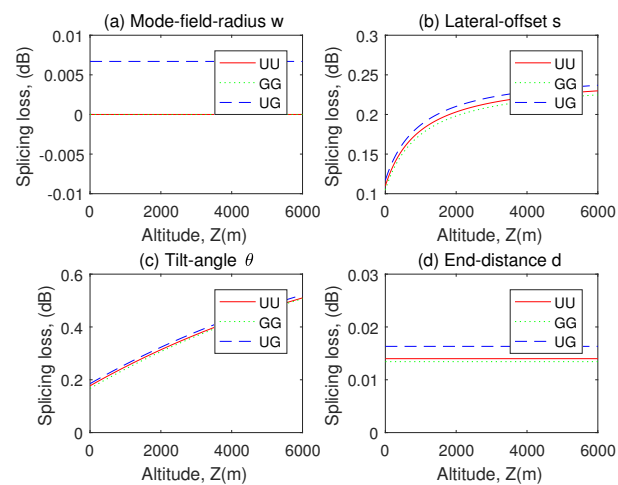 (a) Mode-field-radius w
0.01
0.005
0
-0.005
-0.01
Splicing loss, (dB)
0 2000 4000 6000
Altitude, Z(m)
UU
GG
UG
(b) Lateral-offset s
0.3
0.2
0.1
Splicing loss, (dB)
0 2000 4000 6000
Altitude, Z(m)
UU
GG
UG
(c) Tilt-angle θ
0.6
0.4
0.2
0
Splicing loss, (dB)
0 2000 4000 6000
Altitude, Z(m)
UU
GG
UG
(d) End-distance d
0.03
0.02
0.01
0
Splicing loss, (dB)
0 2000 4000 6000
Altitude, Z(m)
UU
GG
UG